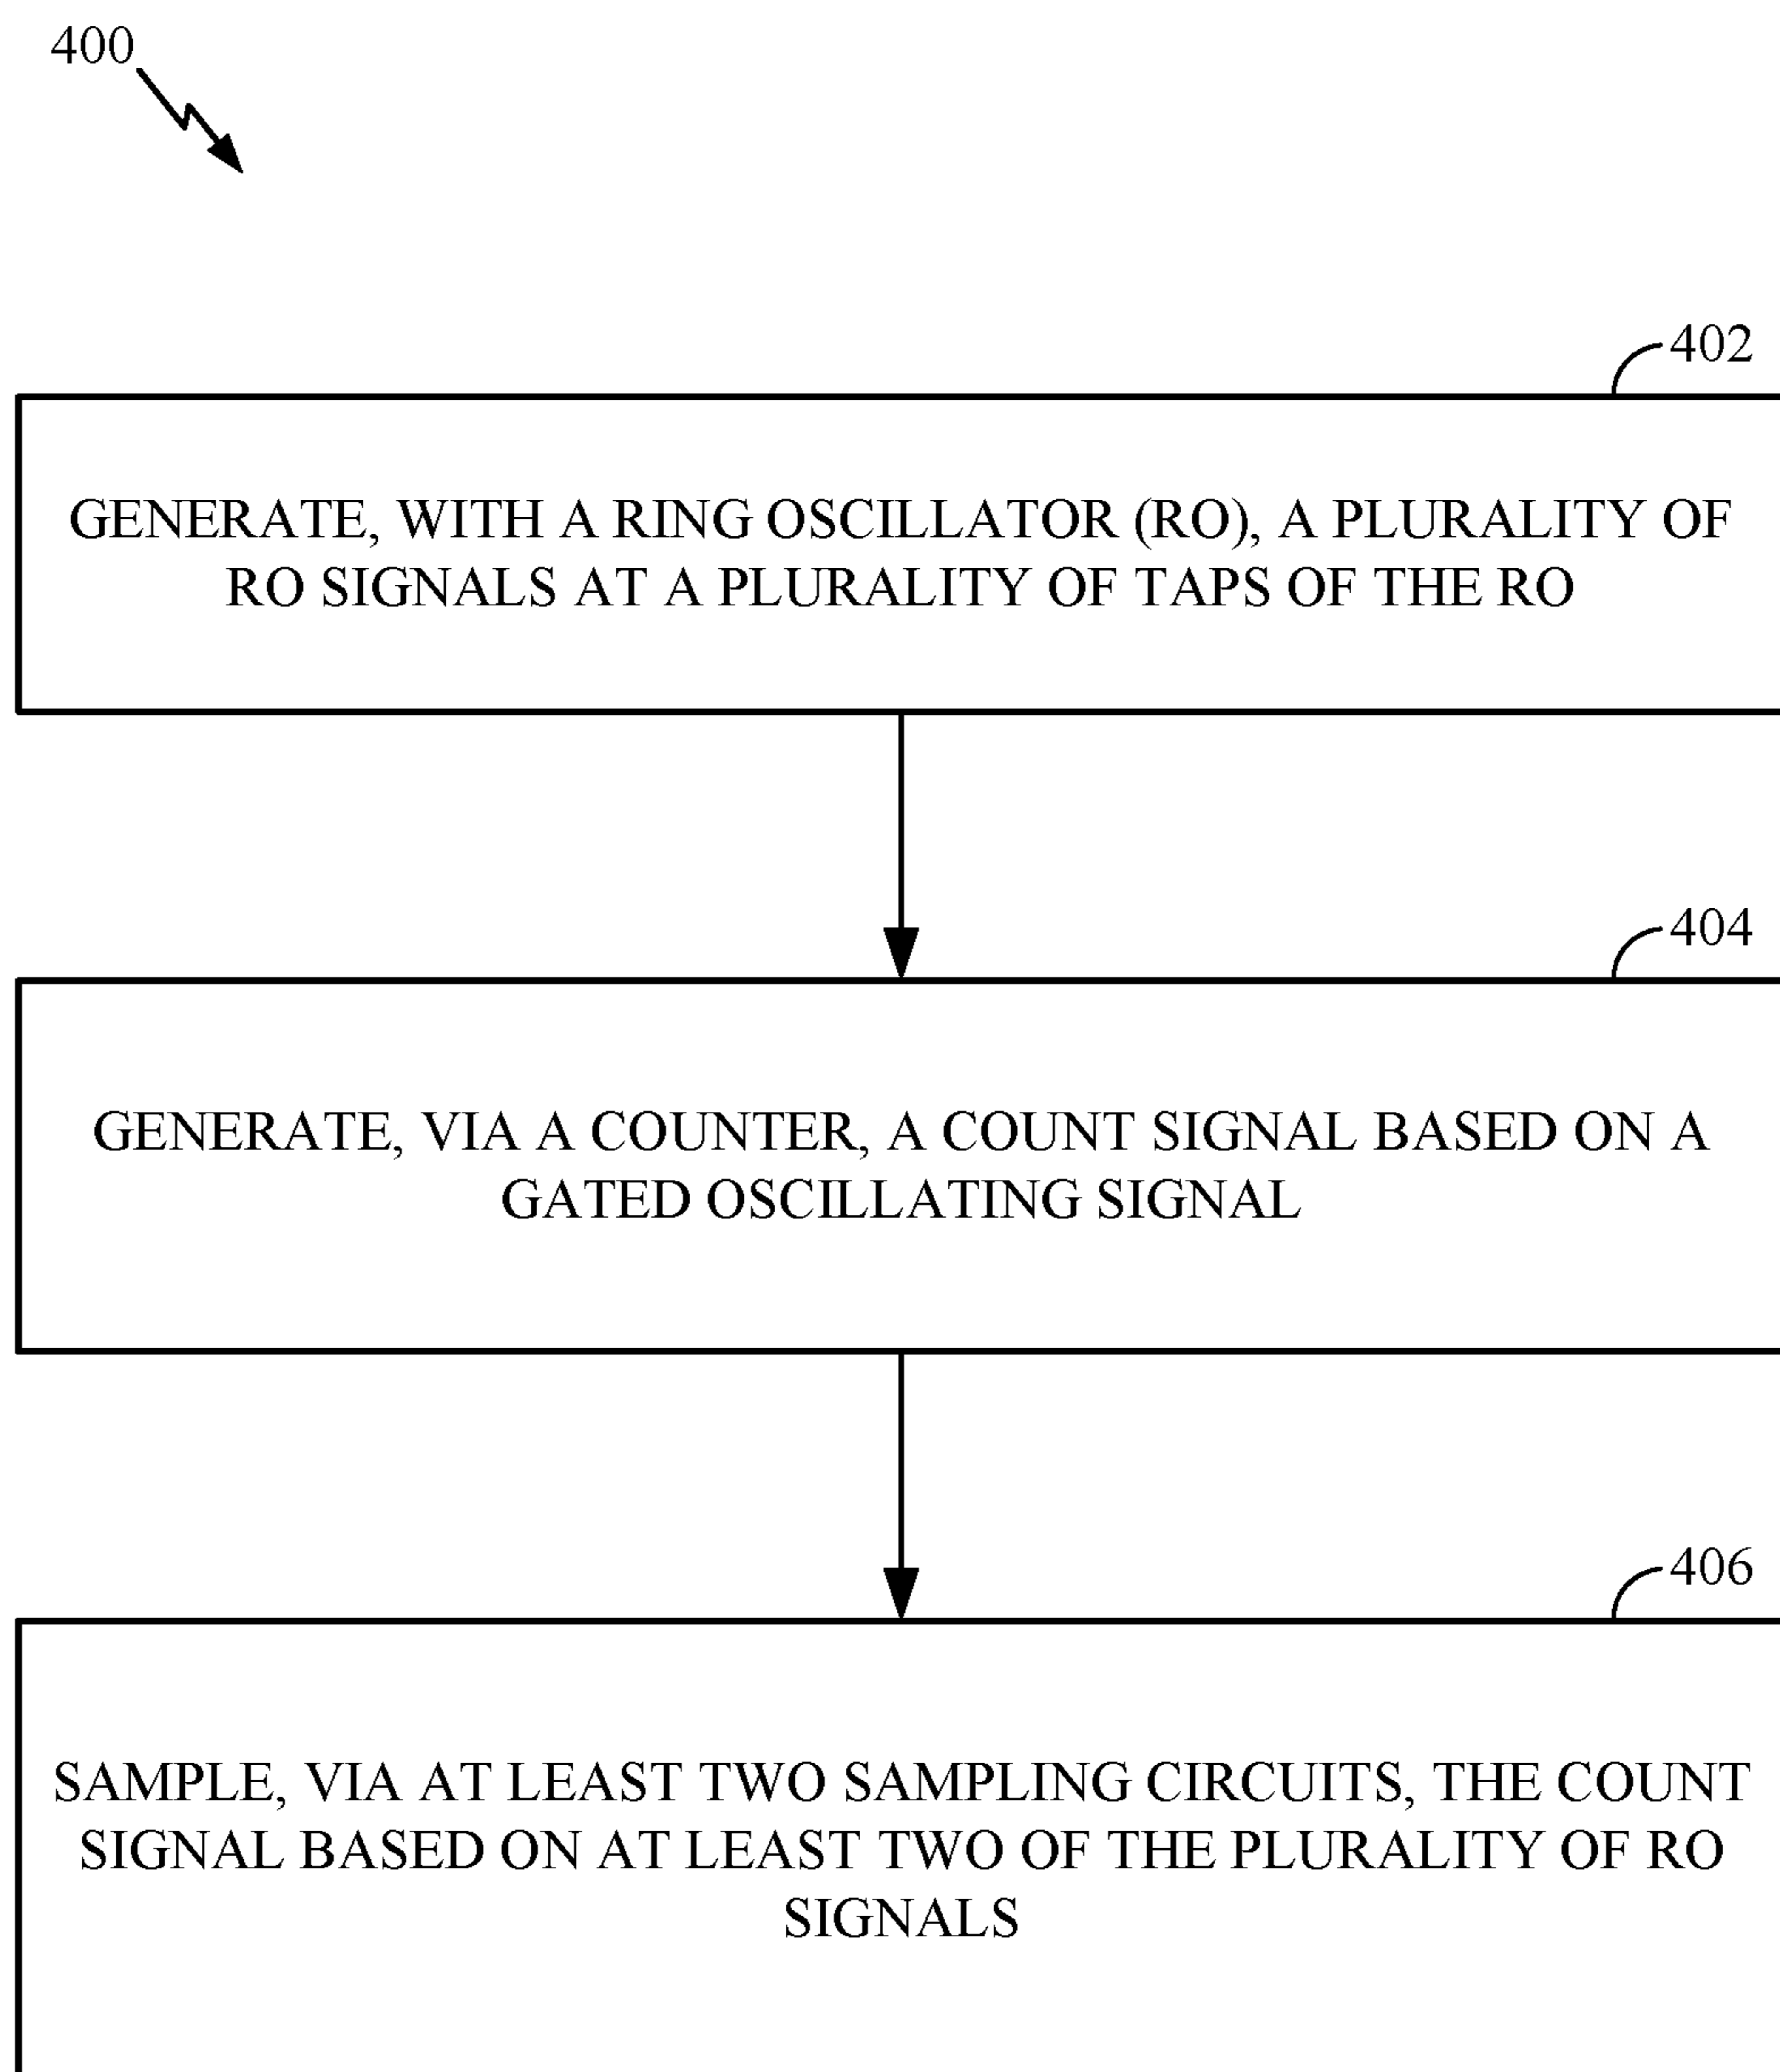 400
402
GENERATE, WITH A RING OSCILLATOR (RO), A PLURALITY OF
RO SIGNALS AT A PLURALITY OF TAPS OF THE RO
404
GENERATE, VIA A COUNTER, A COUNT SIGNAL BASED ON A
GATED OSCILLATING SIGNAL
406
SAMPLE, VIA AT LEAST TWO SAMPLING CIRCUITS, THE COUNT
SIGNAL BASED ON AT LEAST TWO OF THE PLURALITY OF RO
SIGNALS